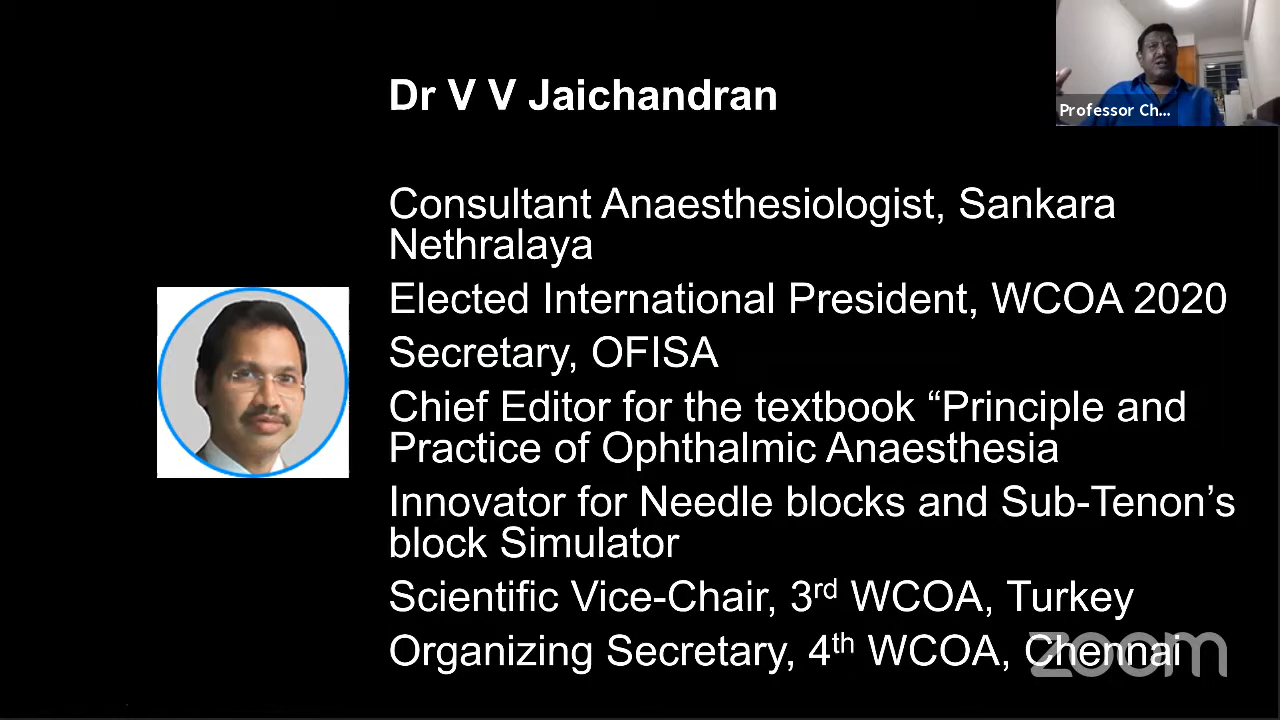 Dr V V Jaichandran
Professor Ch...
Consultant Anaesthesiologist, Sankara
Nethralaya
Elected International President, WCOA 2020
Secretary, OFISA
Chief Editor for the textbook “Principle and
Practice of Ophthalmic Anaesthesia
Innovator for Needle blocks and Sub-Tenon’s
block Simulator
Scientific Vice-Chair, 3rd WCOA, Turkey
Organizing Secretary, 4th WCOA, Chennai
zoom